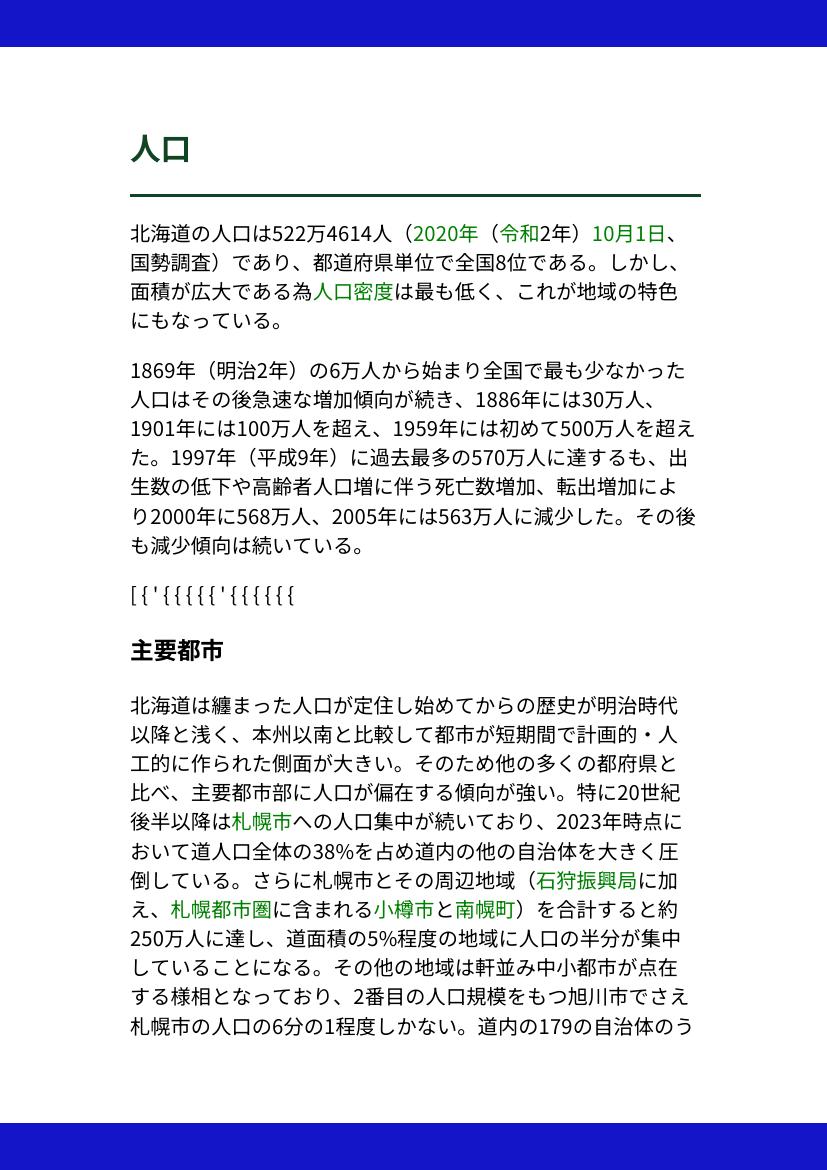 人口
北海道の人口は522万4614人（2020年（令和2年）10月1日、
国勢調査）であり、都道府県単位で全国8位である。しかし、
面積が広大である為人口密度は最も低く、これが地域の特色
にもなっている。
1869年（明治2年）の6万人から始まり全国で最も少なかった
人口はその後急速な増加傾向が続き、1886年には30万人、
1901年には100万人を超え、1959年には初めて500万人を超え
た。1997年（平成9年）に過去最多の570万人に達するも、出
生数の低下や高齢者人口増に伴う死亡数増加、転出増加によ
り2000年に568万人、2005年には563万人に減少した。その後
も減少傾向は続いている。
[{'{{{{{'{{{{{{
主要都市
北海道は纏まった人口が定住し始めてからの歴史が明治時代
以降と浅く、本州以南と比較して都市が短期間で計画的・人
工的に作られた側面が大きい。そのため他の多くの都府県と
比べ、主要都市部に人口が偏在する傾向が強い。特に20世紀
後半以降は札幌市への人口集中が続いており、2023年時点に
おいて道人口全体の38%を占め道内の他の自治体を大きく圧
倒している。さらに札幌市とその周辺地域（石狩振興局に加
え、札幌都市圏に含まれる小樽市と南幌町）を合計すると約
250万人に達し、道面積の5%程度の地域に人口の半分が集中
していることになる。その他の地域は軒並み中小都市が点在
する様相となっており、2番目の人口規模をもつ旭川市でさえ
札幌市の人口の6分の1程度しかない。道内の179の自治体のう